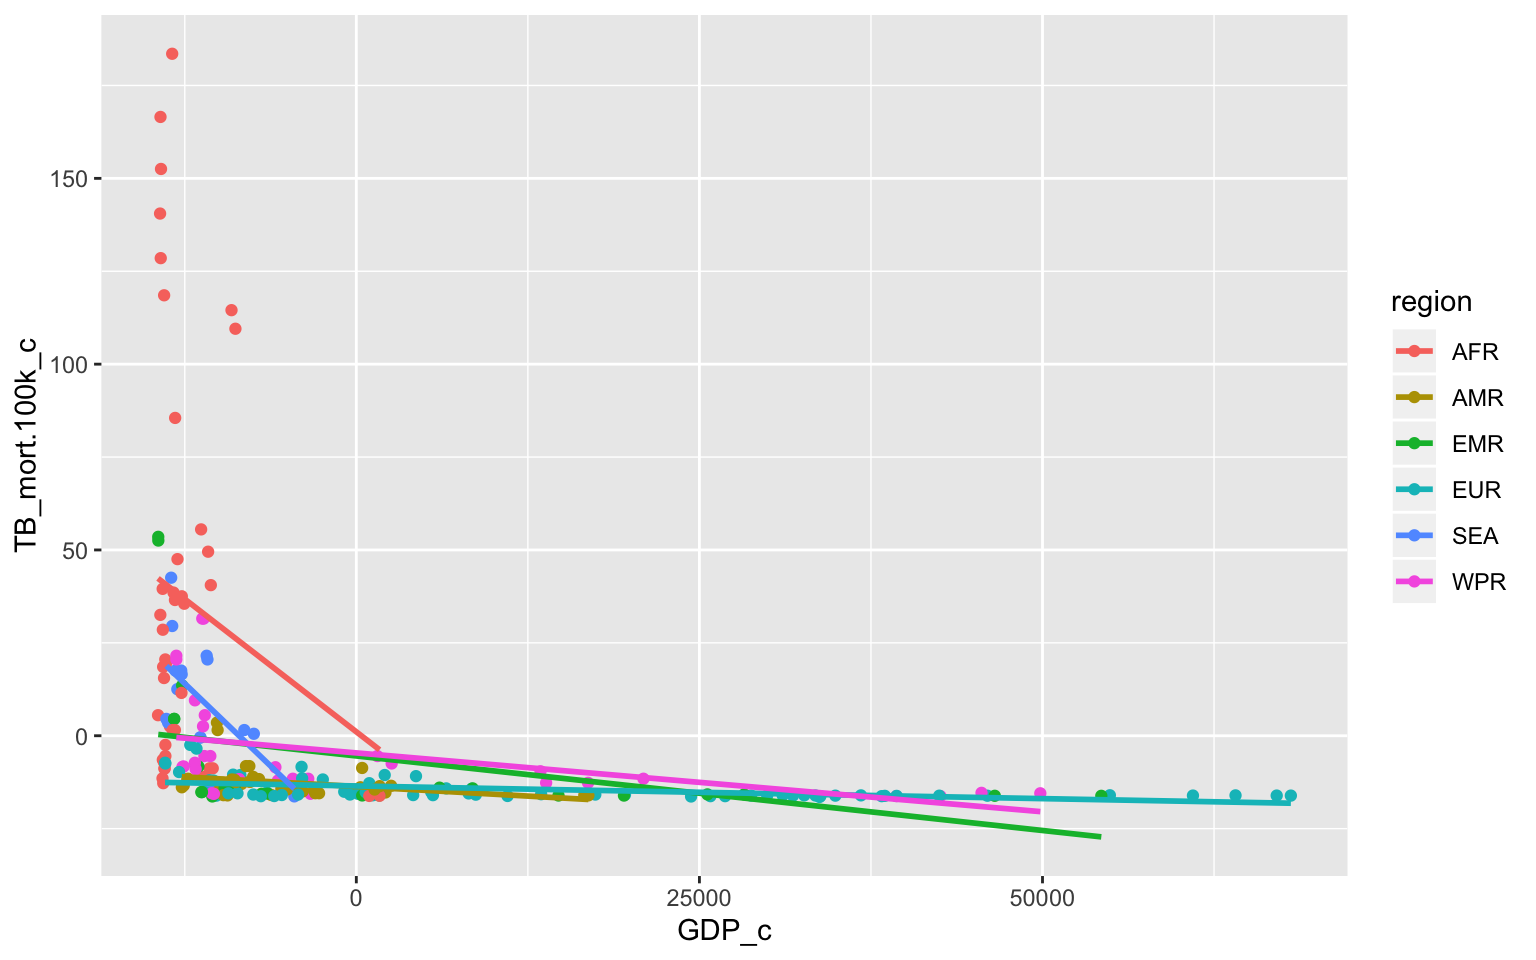 150
100
50
0
TB_mort.100k_c
0
25000
50000
GDP_c
region
AFR
AMR
EMR
EUR
SEA
WPR